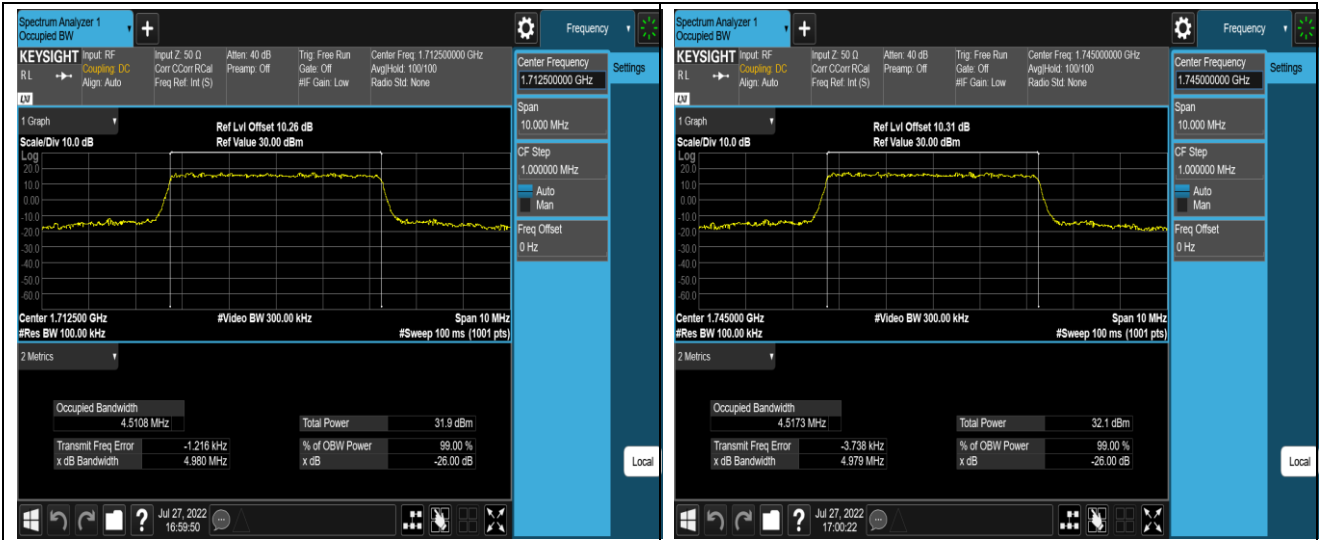 Spectrum Analyzer 1
Occupied BW
Frequency
KEYSIGHT
RL
LXI
Input: RF
Coupling: DC
Align: Auto
Input Z: 50 Ω
Corr CCorr RCal
Freq Ref: Int (S)
Atten: 40 dB
Preamp: Off
Trig: Free Run
Gate: Off
#IF Gain: Low
Center Freq: 1.712500000 GHz
Avg|Hold: 100/100
Radio Std: None
Center Frequency
1.712500000 GHz
Settings
Span
10.000 MHz
CF Step
1.000000 MHz
Auto
Man
Freq Offset
0 Hz
1 Graph
Scale/Div 10.0 dB
Ref Lvl Offset 10.26 dB
Ref Value 30.00 dBm
Log
20.0
10.0
0.00
-10.0
-20.0
-30.0
-40.0
-50.0
-60.0
Center 1.712500 GHz
#Res BW 100.00 kHz
#Video BW 300.00 kHz
Span 10 MHz
#Sweep 100 ms (1001 pts)
2 Metrics
Occupied Bandwidth
4.5108 MHz
Total Power 31.9 dBm
Transmit Freq Error -1.216 kHz
% of OBW Power 99.00 %
x dB Bandwidth 4.980 MHz
x dB -26.00 dB
Local
?
Jul 27, 2022
16:59:50
Spectrum Analyzer 1
Occupied BW
Frequency
KEYSIGHT
RL
LXI
Input: RF
Coupling: DC
Align: Auto
Input Z: 50 Ω
Corr CCorr RCal
Freq Ref: Int (S)
Atten: 40 dB
Preamp: Off
Trig: Free Run
Gate: Off
#IF Gain: Low
Center Freq: 1.745000000 GHz
Avg|Hold: 100/100
Radio Std: None
Center Frequency
1.745000000 GHz
Settings
Span
10.000 MHz
CF Step
1.000000 MHz
Auto
Man
Freq Offset
0 Hz
1 Graph
Scale/Div 10.0 dB
Ref Lvl Offset 10.31 dB
Ref Value 30.00 dBm
Log
20.0
10.0
0.00
-10.0
-20.0
-30.0
-40.0
-50.0
-60.0
Center 1.745000 GHz
#Res BW 100.00 kHz
#Video BW 300.00 kHz
Span 10 MHz
#Sweep 100 ms (1001 pts)
2 Metrics
Occupied Bandwidth
4.5173 MHz
Total Power 32.1 dBm
Transmit Freq Error -3.738 kHz
% of OBW Power 99.00 %
x dB Bandwidth 4.979 MHz
x dB -26.00 dB
Local
?
Jul 27, 2022
17:00:22